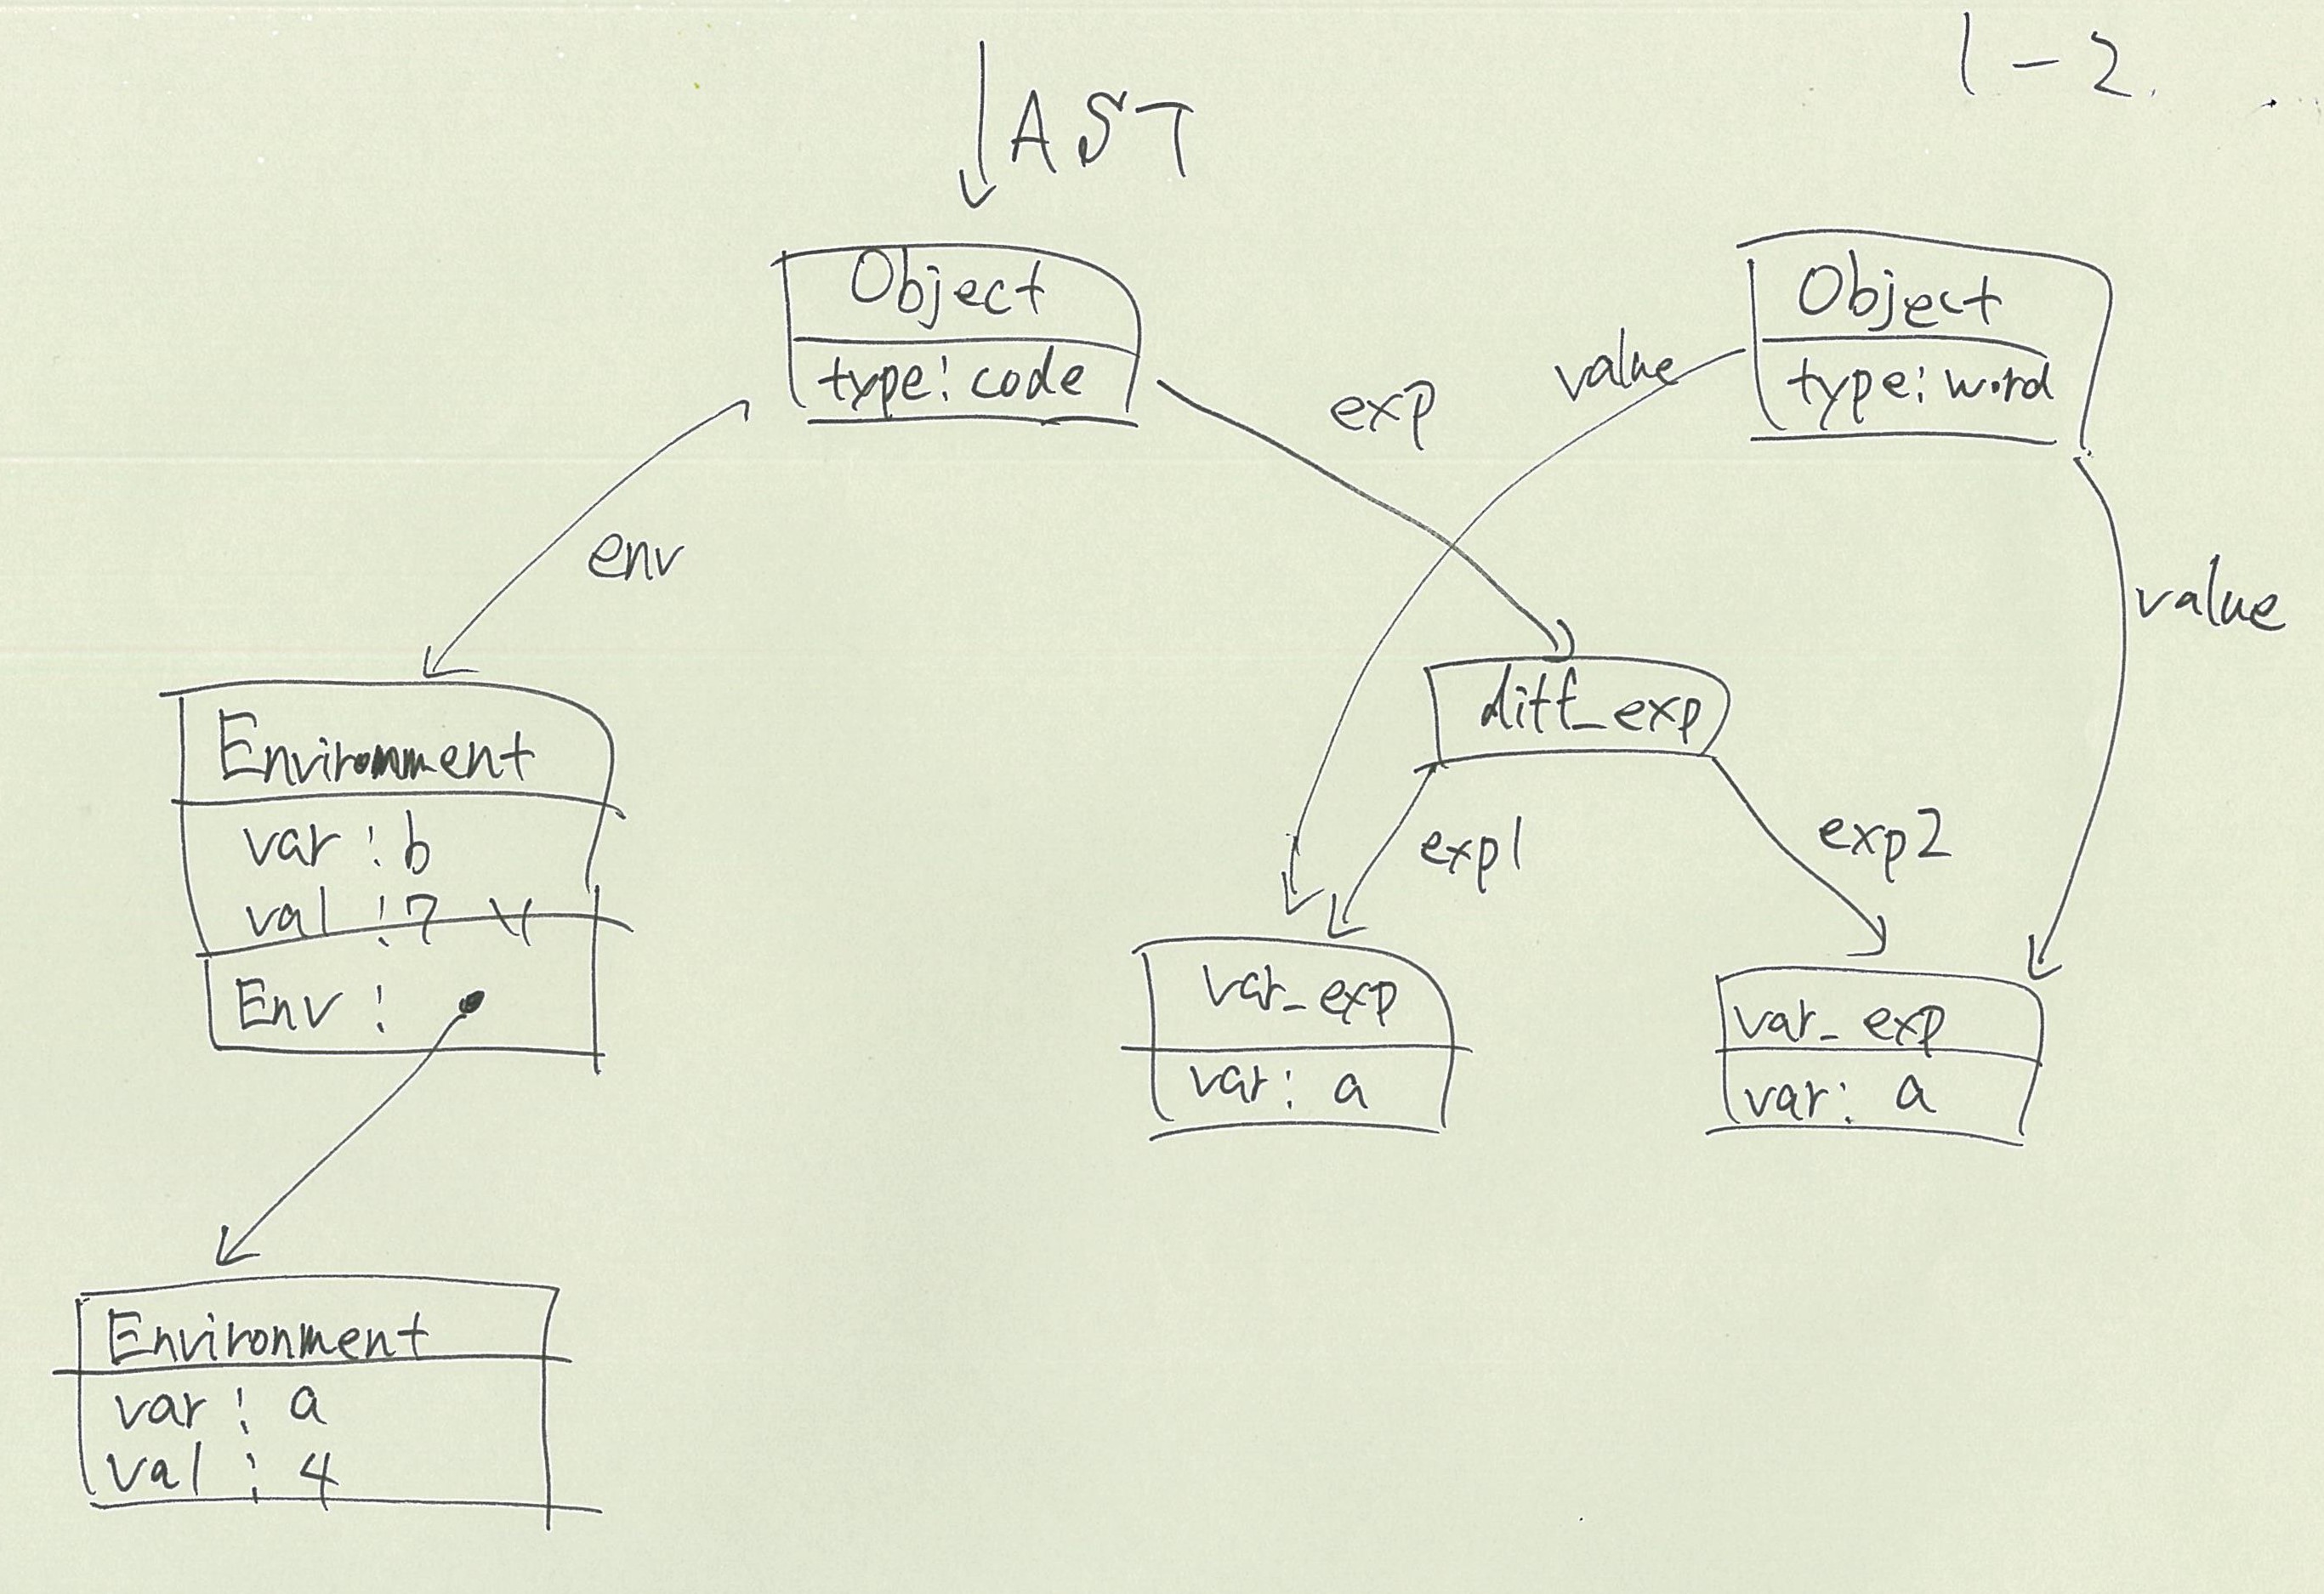 1-2.
AST
Object
type: code
Object
type: word
value
exp
env
value
diff_exp
Environment
var : b
val : 7
Env :
exp1
exp2
var_exp
var: a
var_exp
var: a
Environment
var : a
val : 4